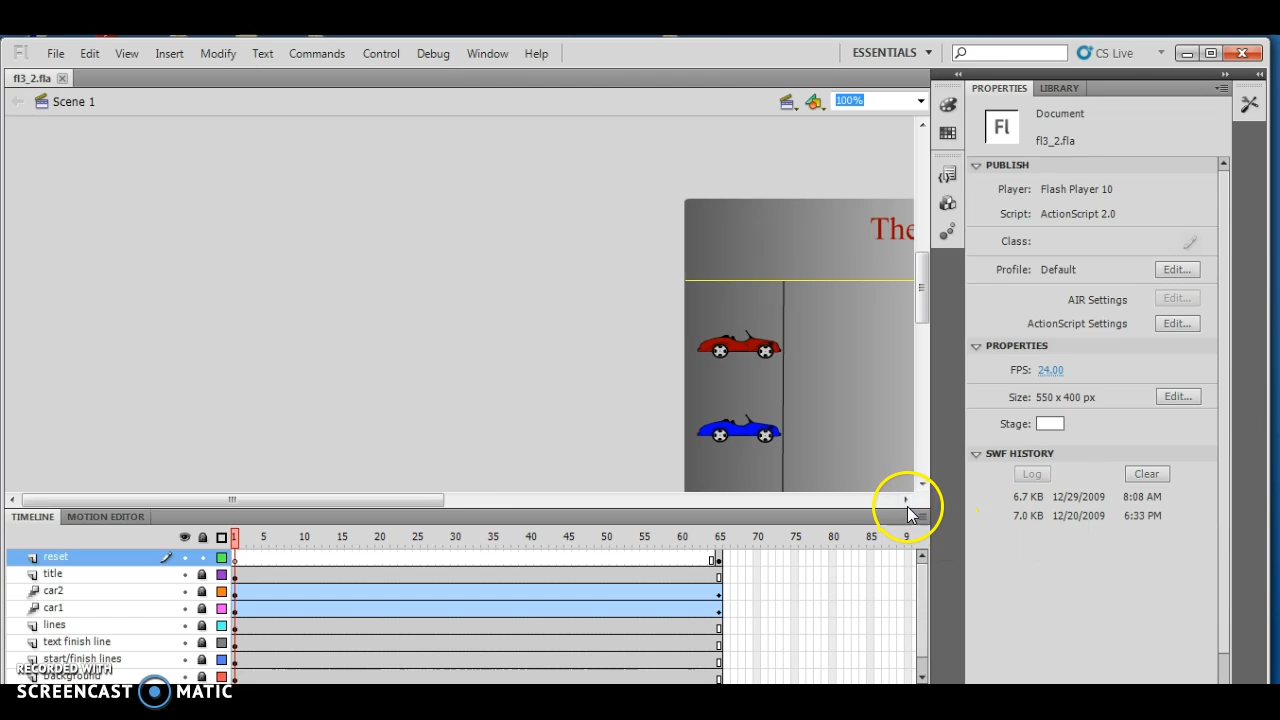 Fl File Edit View Insert Modify Text Commands Control Debug Window Help ESSENTIALS CS Live
fl3_2.fla
Scene 1 100%
PROPERTIES LIBRARY
Fl Document
fl3_2.fla
PUBLISH
Player: Flash Player 10
Script: ActionScript 2.0
Class:
Profile: Default Edit...
AIR Settings Edit...
ActionScript Settings Edit...
PROPERTIES
FPS: 24.00
Size: 550 x 400 px Edit...
Stage:
SWF HISTORY
Log Clear
6.7 KB 12/29/2009 8:08 AM
7.0 KB 12/20/2009 6:33 PM
The
TIMELINE MOTION EDITOR
1 5 10 15 20 25 30 35 40 45 50 55 60 65 70 75 80 85 9
reset
title
car2
car1
lines
text finish line
start/finish lines
background
RECORDED WITH
SCREENCAST MATIC